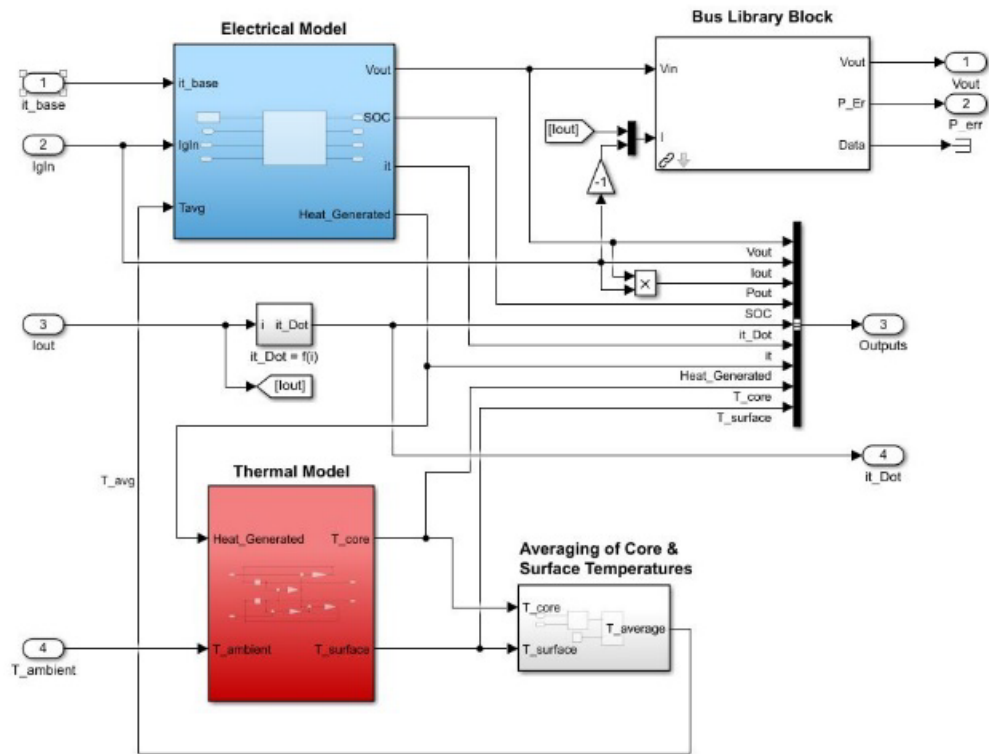 Electrical Model
Bus Library Block
1
it_base
2
IgIn
it_base
IgIn
Tavg
Vout
SOC
it
Heat_Generated
[Iout]
-1
Vin
I
Vout
P_Er
Data
1
Vout
2
P_err
×
Vout
Iout
Pout
SOC
it_Dot
it
Heat_Generated
T_core
T_surface
3
Outputs
3
Iout
i it_Dot
it_Dot = f(i)
[Iout]
4
it_Dot
T_avg
Thermal Model
Heat_Generated
T_ambient
T_core
T_surface
4
T_ambient
Averaging of Core &
Surface Temperatures
T_core
T_surface
T_average